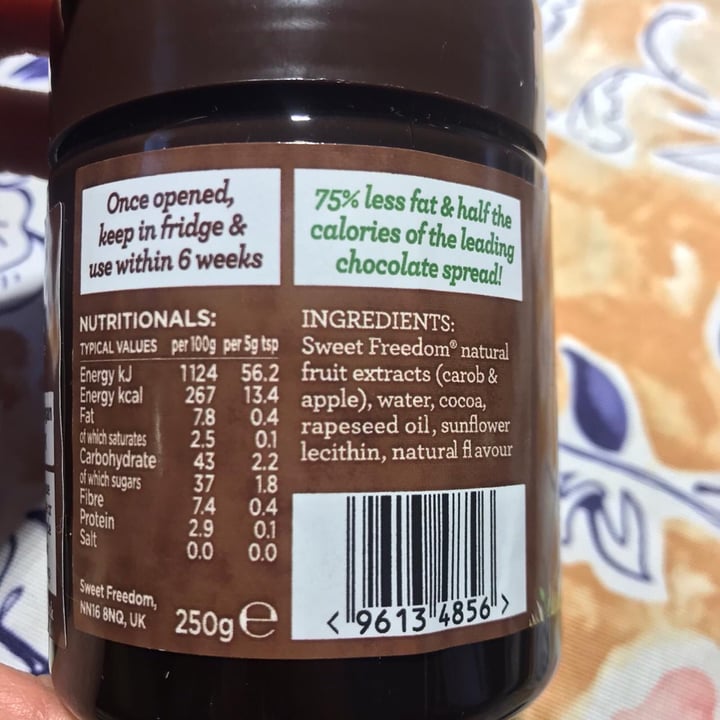 Once opened,
keep in fridge &
use within 6 weeks
75% less fat & half the
calories of the leading
chocolate spread!
NUTRITIONALS:
TYPICAL VALUES per 100g per 5g tsp
Energy kJ 1124 56.2
Energy kcal 267 13.4
Fat 7.8 0.4
of which saturates 2.5 0.1
Carbohydrate 43 2.2
of which sugars 37 1.8
Fibre 7.4 0.4
Protein 2.9 0.1
Salt 0.0 0.0
Sweet Freedom,
NN16 8NQ, UK
250g e
INGREDIENTS:
Sweet Freedom® natural
fruit extracts (carob &
apple), water, cocoa,
rapeseed oil, sunflower
lecithin, natural flavour
< 9613 4856 >